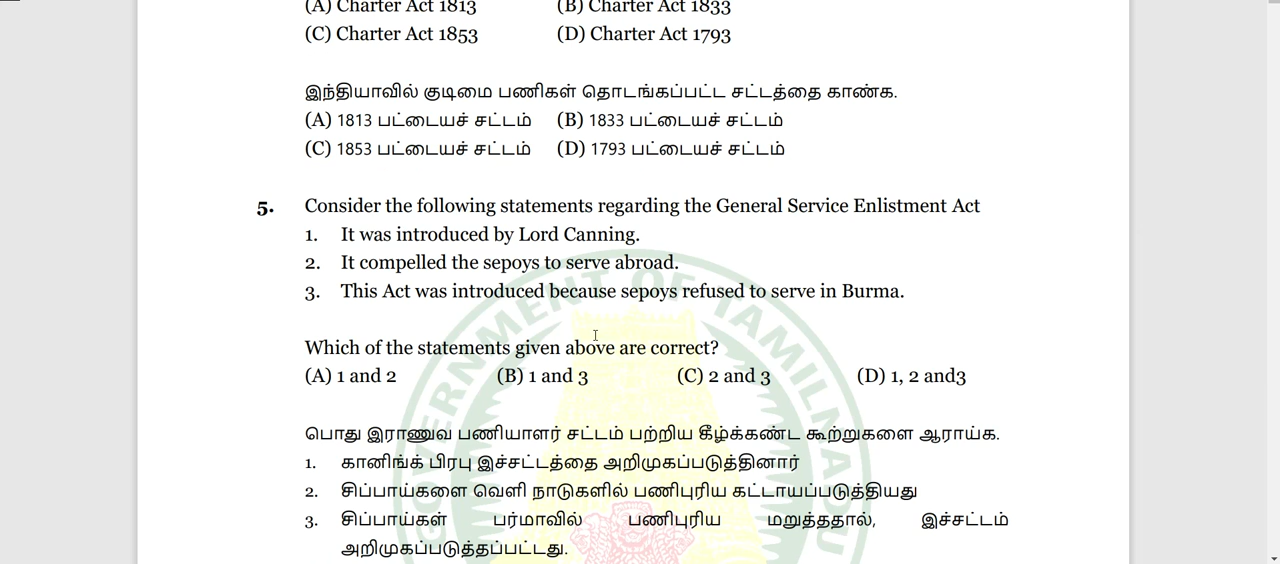 (A) Charter Act 1813 (B) Charter Act 1833
(C) Charter Act 1853 (D) Charter Act 1793
இந்தியாவில் குடிமை பணிகள் தொடங்கப்பட்ட சட்டத்தை காண்க.
(A) 1813 பட்டையச் சட்டம் (B) 1833 பட்டையச் சட்டம்
(C) 1853 பட்டையச் சட்டம் (D) 1793 பட்டையச் சட்டம்
5. Consider the following statements regarding the General Service Enlistment Act
1. It was introduced by Lord Canning.
2. It compelled the sepoys to serve abroad.
3. This Act was introduced because sepoys refused to serve in Burma.
Which of the statements given above are correct?
(A) 1 and 2 (B) 1 and 3 (C) 2 and 3 (D) 1, 2 and3
பொது இராணுவ பணியாளர் சட்டம் பற்றிய கீழ்க்கண்ட கூற்றுகளை ஆராய்க.
1. கானிங்க் பிரபு இச்சட்டத்தை அறிமுகப்படுத்தினார்
2. சிப்பாய்களை வெளி நாடுகளில் பணிபுரிய கட்டாயப்படுத்தியது
3. சிப்பாய்கள் பர்மாவில் பணிபுரிய மறுத்ததால், இச்சட்டம்
அறிமுகப்படுத்தப்பட்டது.
GOVERNMENT OF TAMILNADU